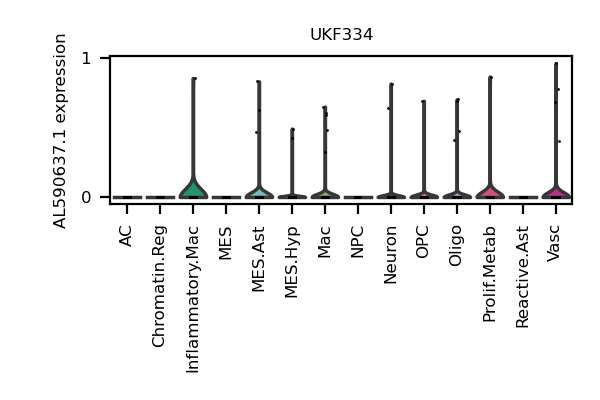 UKF334
AL590637.1 expression
1
0
AC
Chromatin.Reg
Inflammatory.Mac
MES
MES.Ast
MES.Hyp
Mac
NPC
Neuron
OPC
Oligo
Prolif.Metab
Reactive.Ast
Vasc